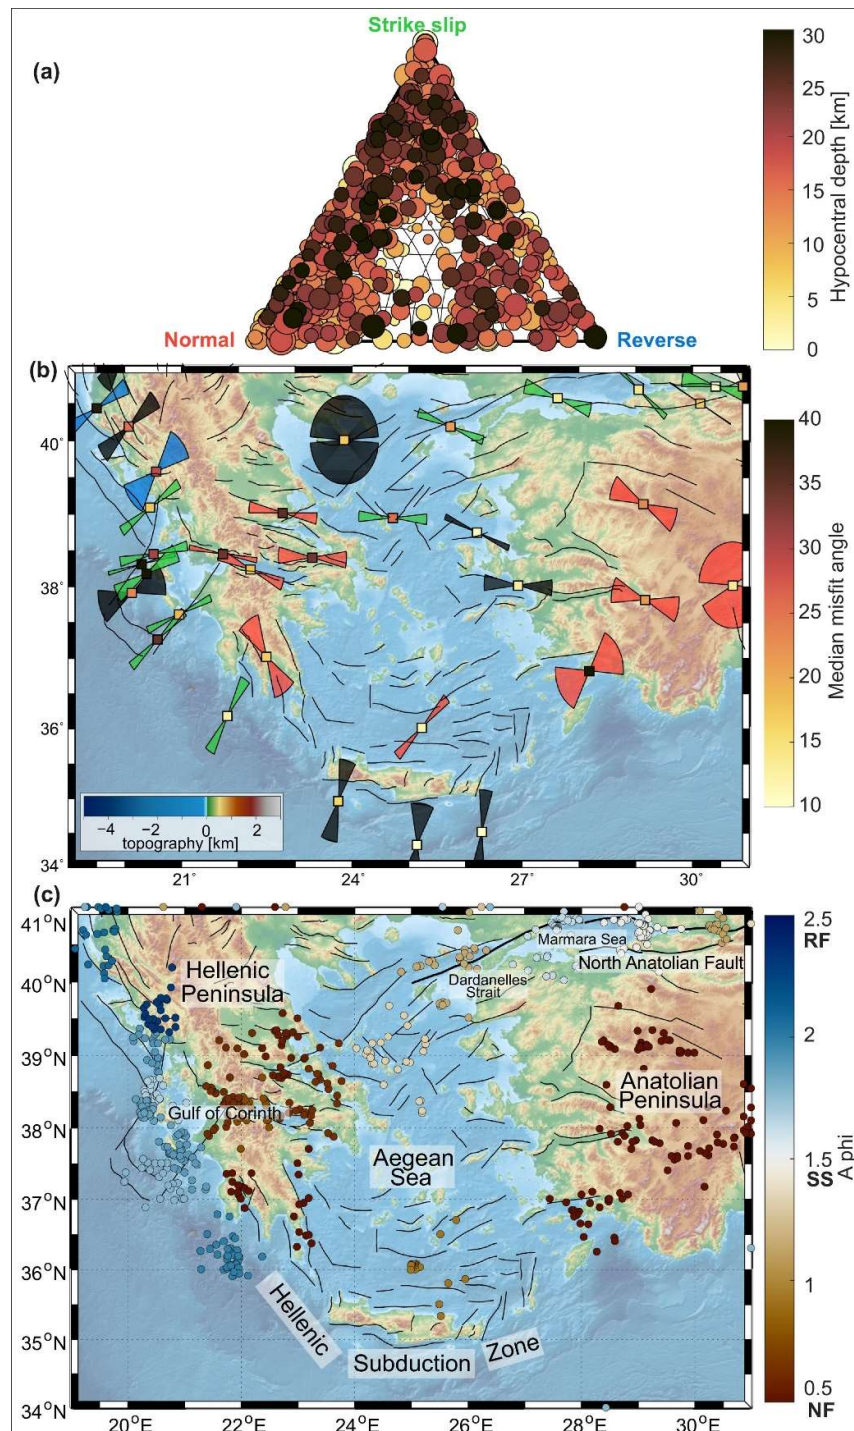 Strike slip
(a)
30
25
20
15
10
5
0
Hypocentral depth [km]
Normal
Reverse
(b)
40°
38°
36°
34°
21°
24°
27°
30°
−4
−2
0
2
topography [km]
40
35
30
25
20
15
10
Median misfit angle
(c)
41°N
40°N
39°N
38°N
37°N
36°N
35°N
34°N
20°E
22°E
24°E
26°E
28°E
30°E
Hellenic
Peninsula
Marmara Sea
North Anatolian Fault
Dardanelles
Strait
Gulf of Corinth
Anatolian
Peninsula
Aegean
Sea
Hellenic
Subduction
Zone
2.5
RF
2
1.5
SS
1
0.5
NF
A phi